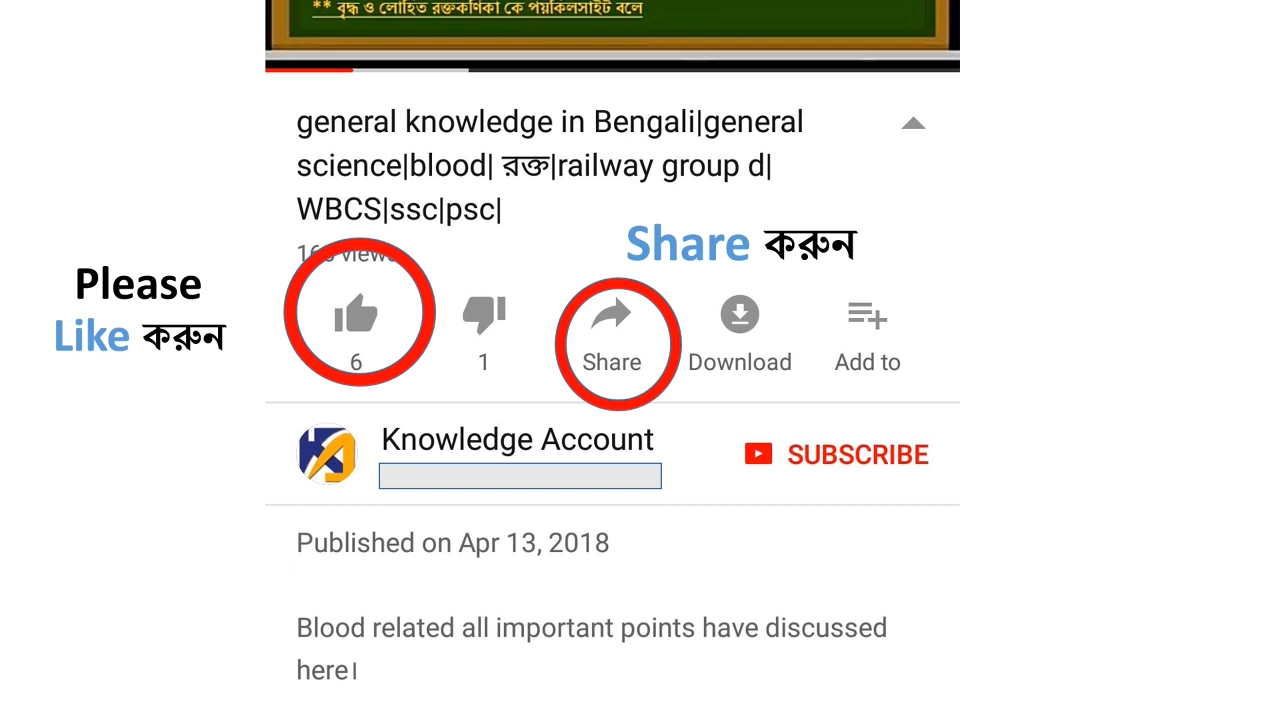 ** বৃদ্ধ ও লোহিত রক্তকণিকা কে পয়কিলসাইট বলে
general knowledge in Bengali|general
science|blood| রক্ত|railway group d|
WBCS|ssc|psc|
views
Share করুন
Please
Like করুন
6
1
Share
Download
Add to
Knowledge Account
SUBSCRIBE
Published on Apr 13, 2018
Blood related all important points have discussed
here।